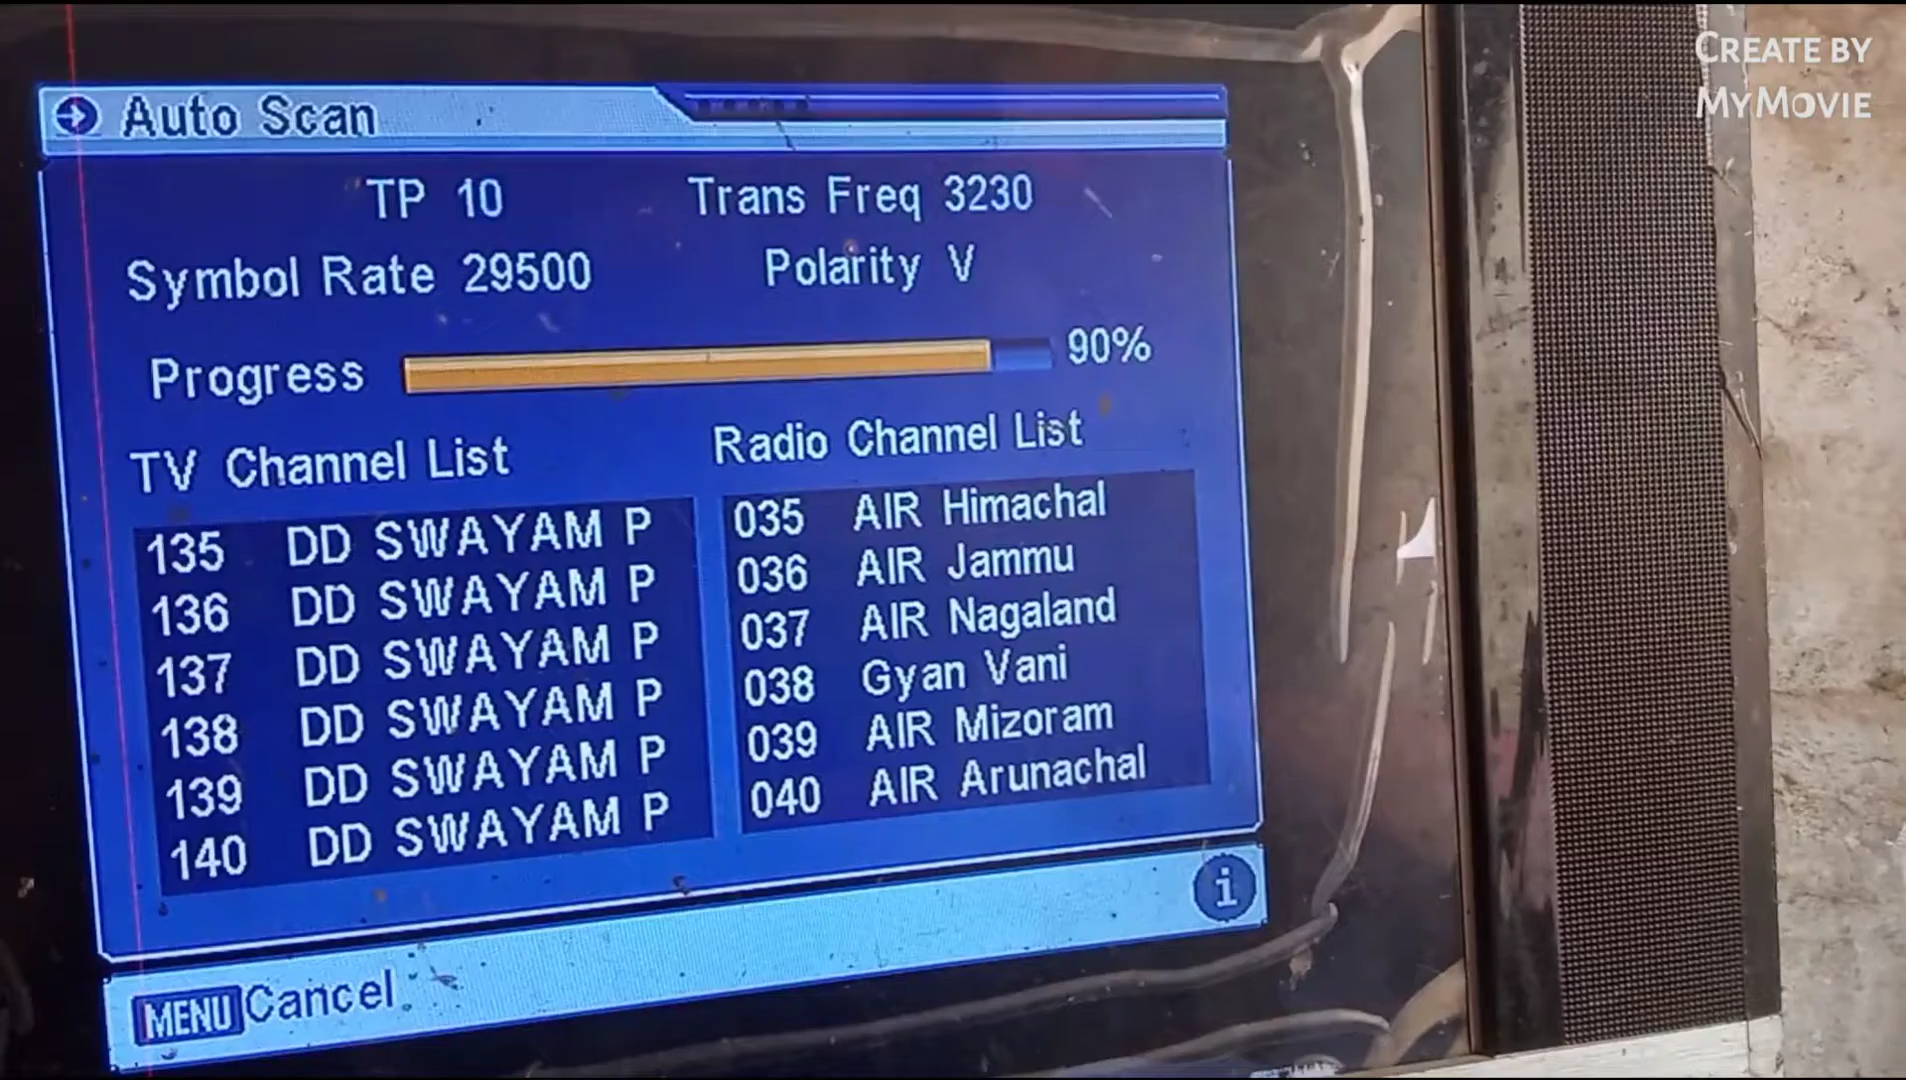 CREATE BY
MYMOVIE
Auto Scan
TP 10 Trans Freq 3230
Symbol Rate 29500 Polarity V
Progress 90%
TV Channel List Radio Channel List
135 DD SWAYAM P 035 AIR Himachal
136 DD SWAYAM P 036 AIR Jammu
137 DD SWAYAM P 037 AIR Nagaland
138 DD SWAYAM P 038 Gyan Vani
139 DD SWAYAM P 039 AIR Mizoram
140 DD SWAYAM P 040 AIR Arunachal
i
MENU Cancel